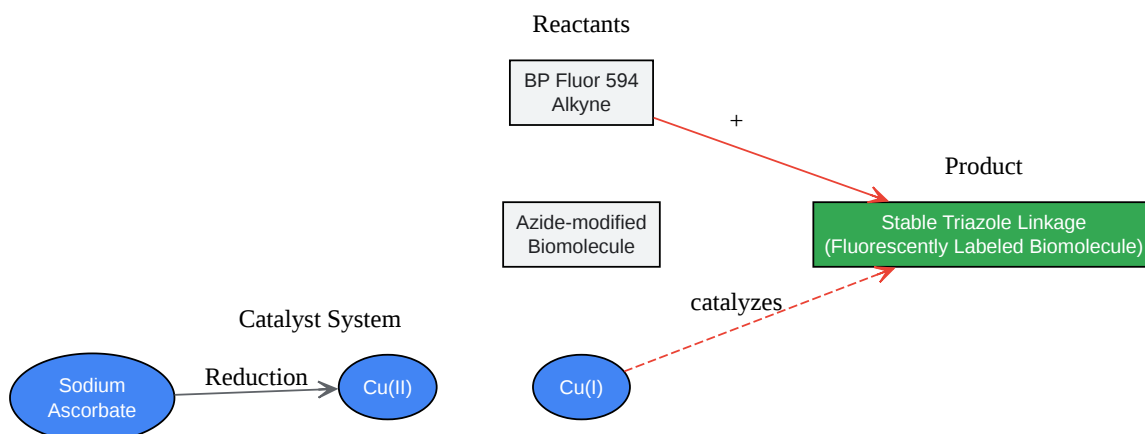 Reactants
BP Fluor 594
Alkyne
+
Product
Azide-modified
Biomolecule
Stable Triazole Linkage
(Fluorescently Labeled Biomolecule)
catalyzes
Catalyst System
Sodium
Ascorbate
Reduction
Cu(II)
Cu(I)